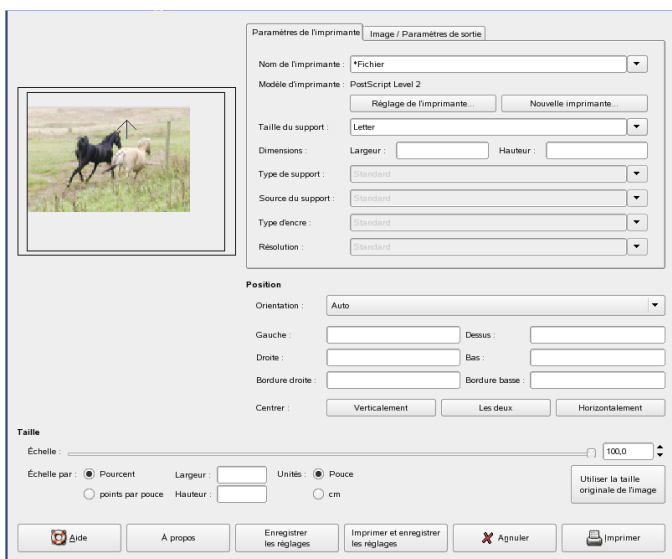 Paramètres de l'imprimante Image / Paramètres de sortie
Nom de l'imprimante : *Fichier
Modèle d'imprimante : PostScript Level 2
Réglage de l'imprimante... Nouvelle imprimante...
Taille du support : Letter
Dimensions : Largeur : Hauteur :
Type de support : Standard
Source du support : Standard
Type d'encre : Standard
Résolution : Standard
Position
Orientation : Auto
Gauche : Dessus :
Droite : Bas :
Bordure droite : Bordure basse :
Centrer : Verticalement Les deux Horizontalement
Taille
Échelle : 100,0
Échelle par : Pourcent Largeur : Unités : Pouce
points par pouce Hauteur : cm
Utiliser la taille
originale de l'image
Aide À propos Enregistrer
les réglages
Imprimer et enregistrer
les réglages
Annuler Imprimer